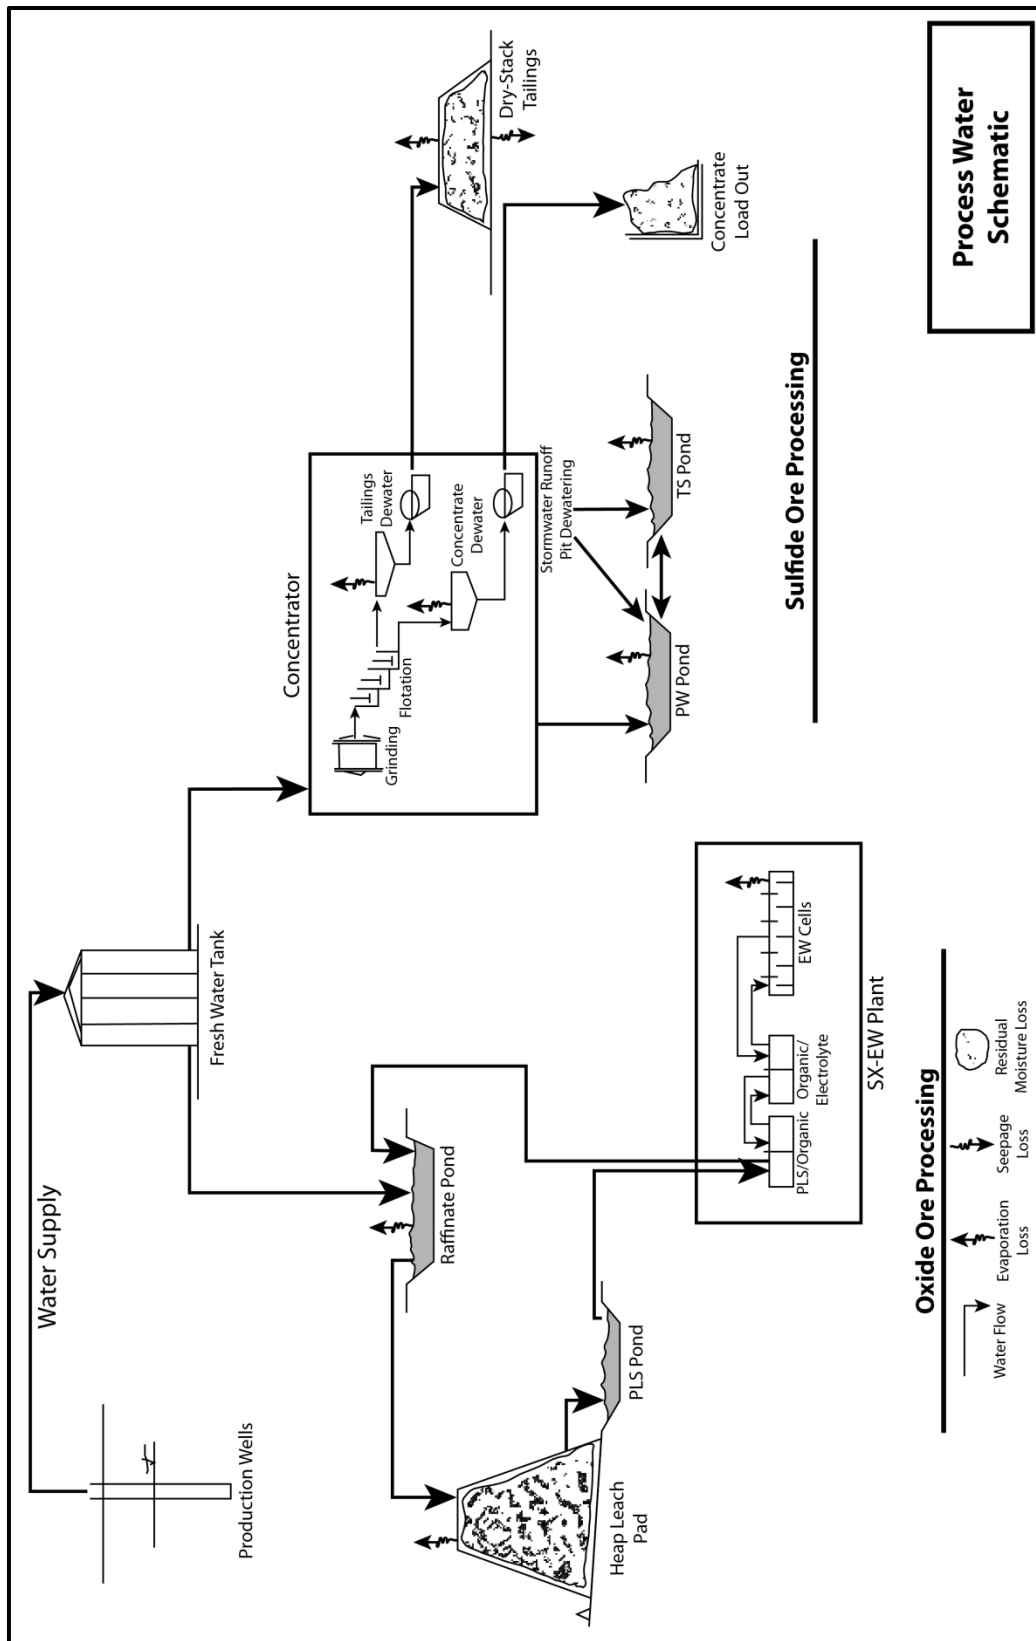 Water Supply
Production Wells
Fresh Water Tank
Raffinate Pond
Heap Leach
Pad
PLS Pond
PLS/Organic
Organic/
Electrolyte
EW Cells
SX-EW Plant
Concentrator
Grinding
Flotation
Tailings
Dewater
Concentrate
Dewater
Stormwater Runoff
Pit Dewatering
PW Pond
TS Pond
Dry-Stack
Tailings
Concentrate
Load Out
Sulfide Ore Processing
Oxide Ore Processing
Water Flow
Evaporation
Loss
Seepage
Loss
Residual
Moisture Loss
Process Water
Schematic